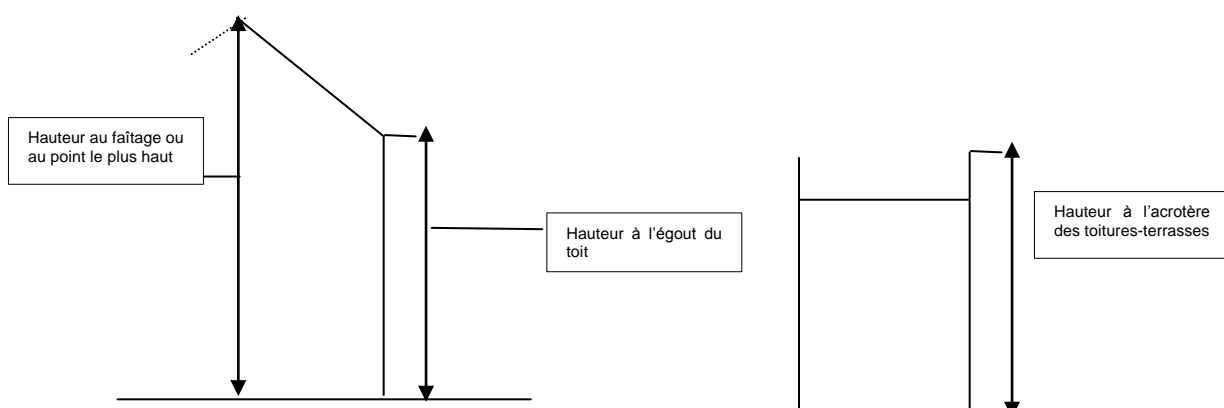 Hauteur au faîtage ou
au point le plus haut
Hauteur à l’égout du
toit
Hauteur à l’acrotère
des toitures-terrasses